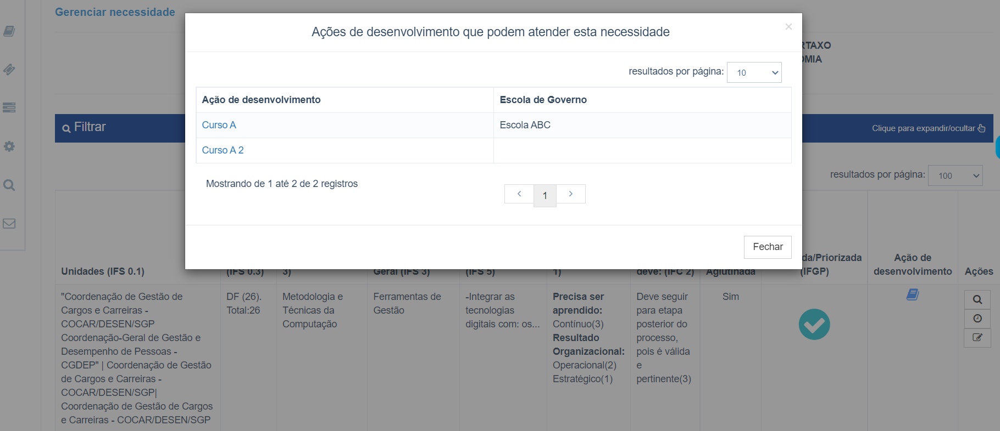 Gerenciar necessidade
Ações de desenvolvimento que podem atender esta necessidade
×
RTAXO
OMIA
resultados por página: 10
Ação de desenvolvimento Escola de Governo
Curso A Escola ABC
Curso A 2
Mostrando de 1 até 2 de 2 registros
1
Fechar
Filtrar
Clique para expandir/ocultar
resultados por página: 100
Unidades (IFS 0.1)
(IFS 0.3)
3)
Geral (IFS 3)
(IFS 5)
1)
deve: (IFC 2)
Aglutinada
da/Priorizada
(IFGP)
Ação de
desenvolvimento
Ações
"Coordenação de Gestão de
Cargos e Carreiras -
COCAR/DESEN/SGP
Coordenação-Geral de Gestão e
Desempenho de Pessoas -
CGDEP" | Coordenação de Gestão
de Cargos e Carreiras -
COCAR/DESEN/SGP|
Coordenação de Gestão de Cargos
e Carreiras - COCAR/DESEN/SGP
DF (26).
Total:26
Metodologia e
Técnicas da
Computação
Ferramentas de
Gestão
-Integrar as
tecnologias
digitais com: os...
Precisa ser
aprendido:
Contínuo(3)
Resultado
Organizacional:
Operacional(2)
Estratégico(1)
Deve seguir
para etapa
posterior do
processo,
pois é válida
e
pertinente(3)
Sim